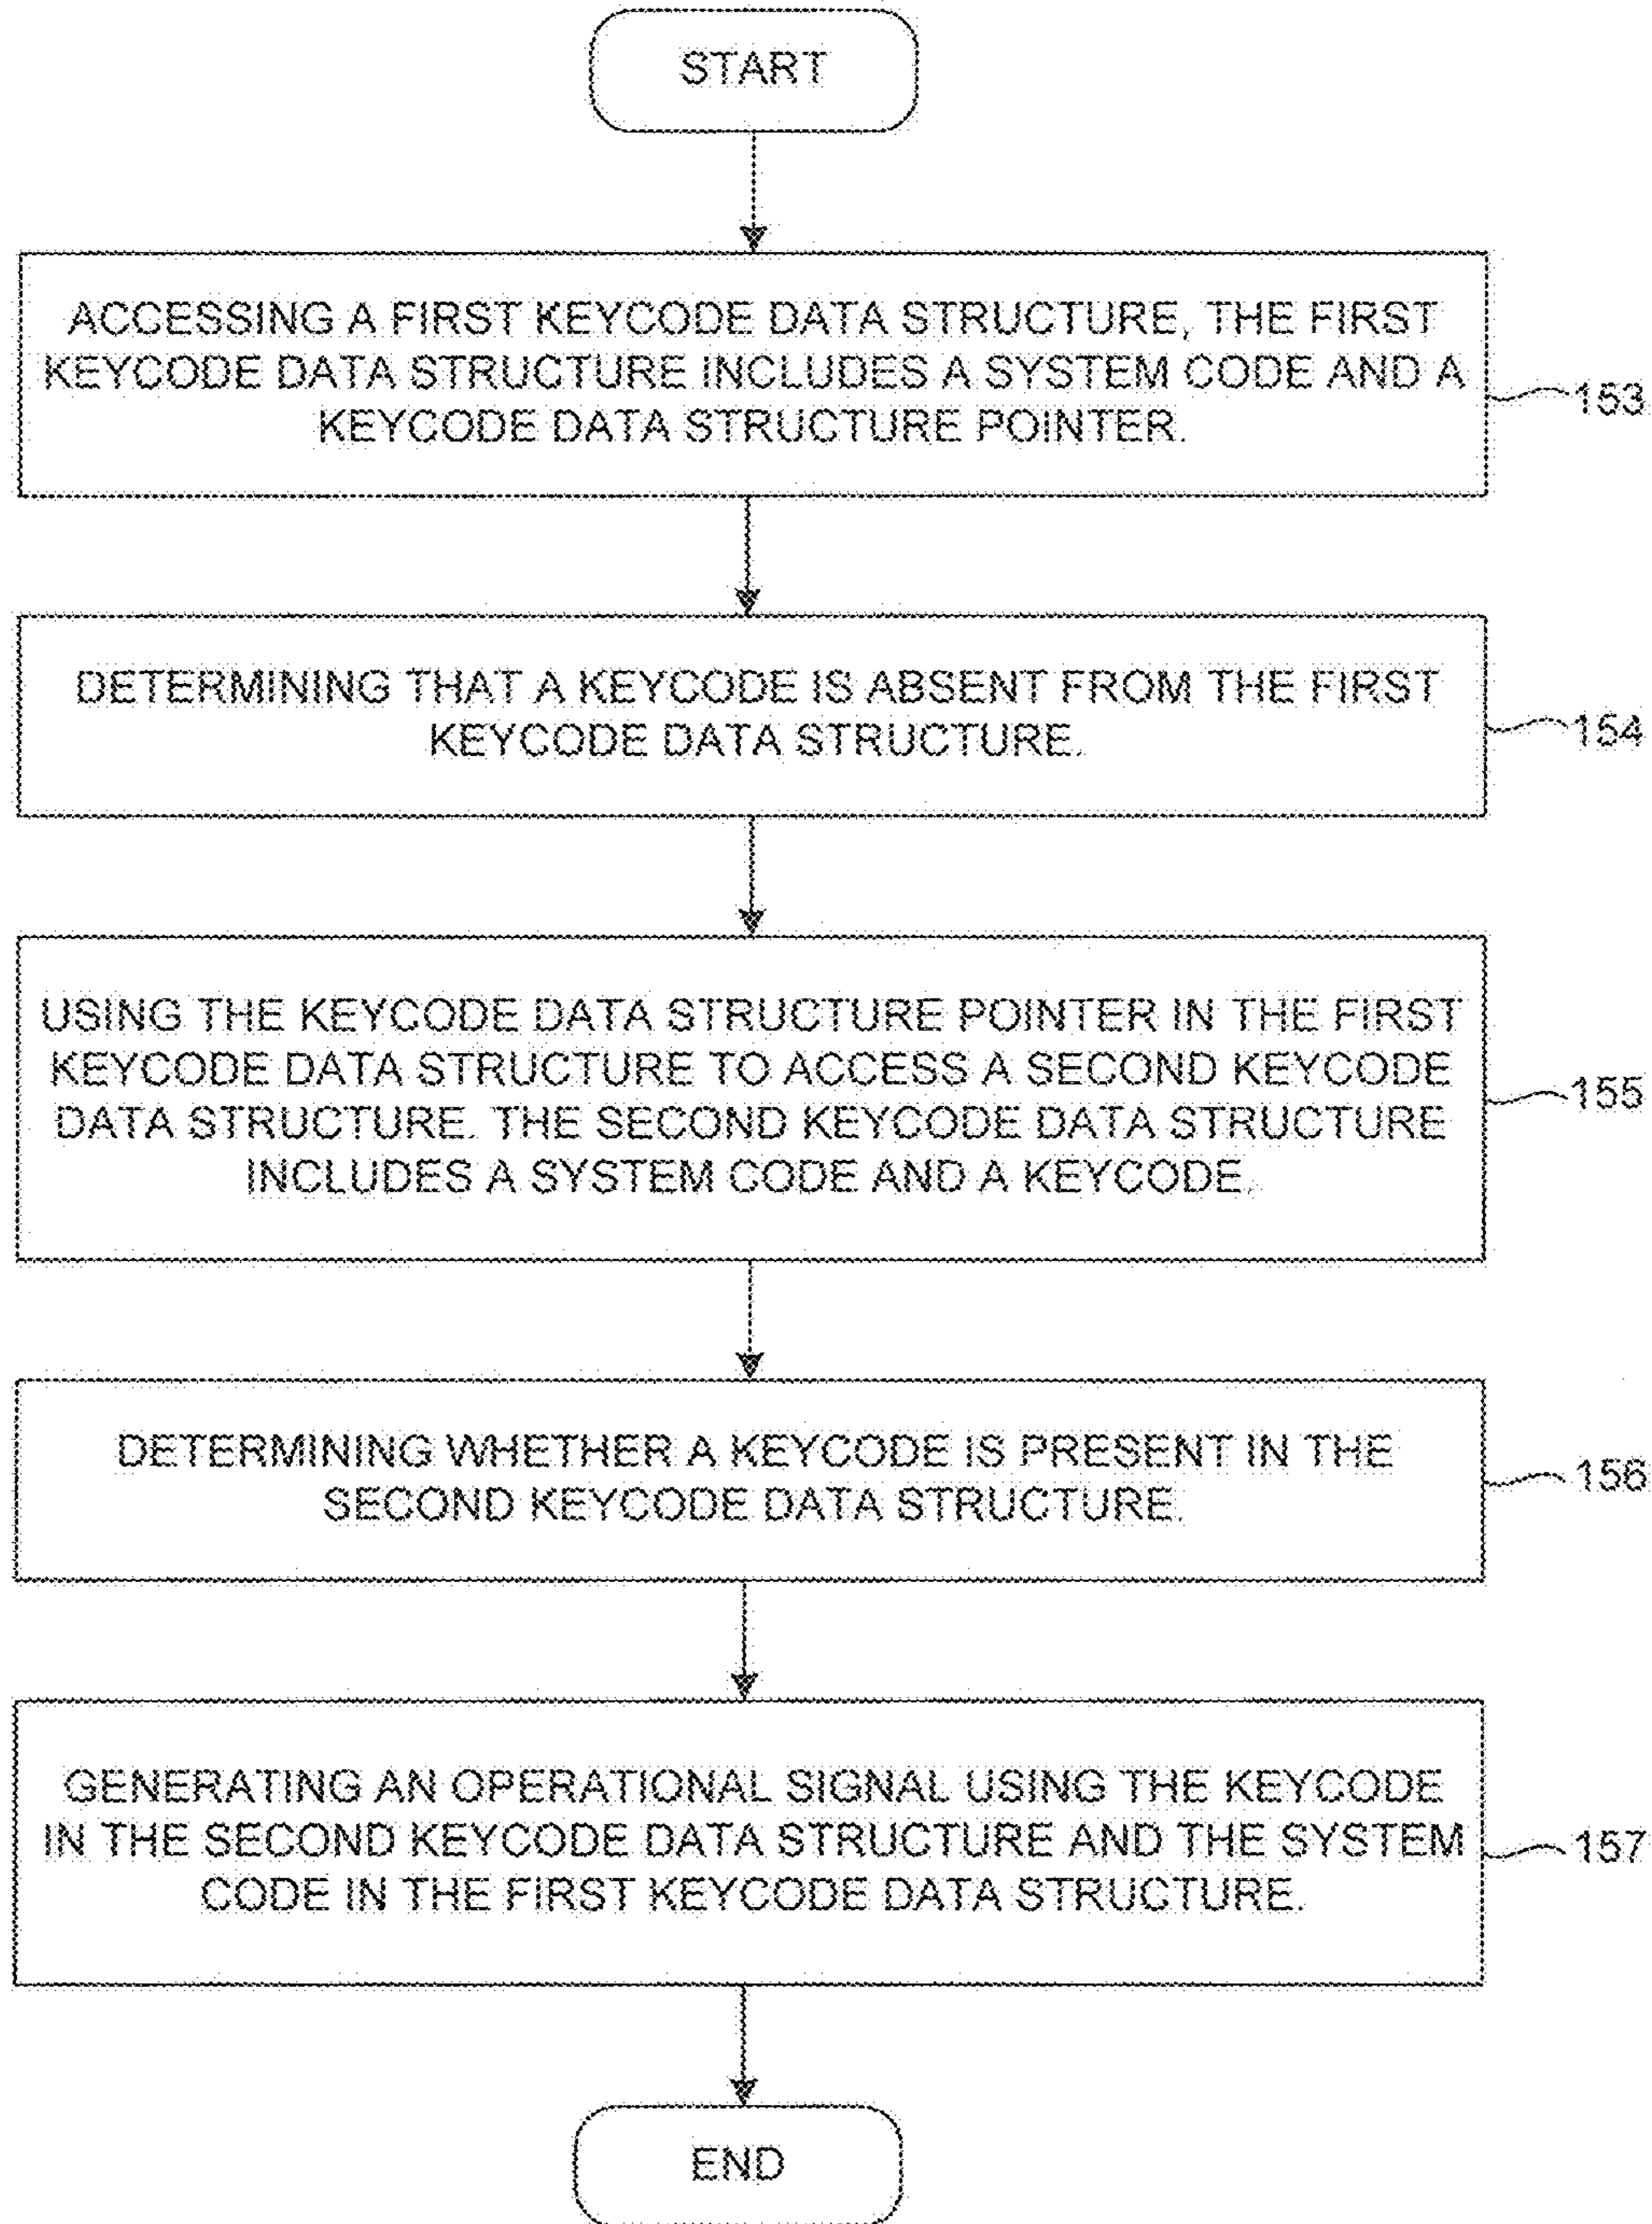 START
ACCESSING A FIRST KEYCODE DATA STRUCTURE, THE FIRST
KEYCODE DATA STRUCTURE INCLUDES A SYSTEM CODE AND A
KEYCODE DATA STRUCTURE POINTER.
153
DETERMINING THAT A KEYCODE IS ABSENT FROM THE FIRST
KEYCODE DATA STRUCTURE.
154
USING THE KEYCODE DATA STRUCTURE POINTER IN THE FIRST
KEYCODE DATA STRUCTURE TO ACCESS A SECOND KEYCODE
DATA STRUCTURE. THE SECOND KEYCODE DATA STRUCTURE
INCLUDES A SYSTEM CODE AND A KEYCODE.
155
DETERMINING WHETHER A KEYCODE IS PRESENT IN THE
SECOND KEYCODE DATA STRUCTURE.
156
GENERATING AN OPERATIONAL SIGNAL USING THE KEYCODE
IN THE SECOND KEYCODE DATA STRUCTURE AND THE SYSTEM
CODE IN THE FIRST KEYCODE DATA STRUCTURE.
157
END